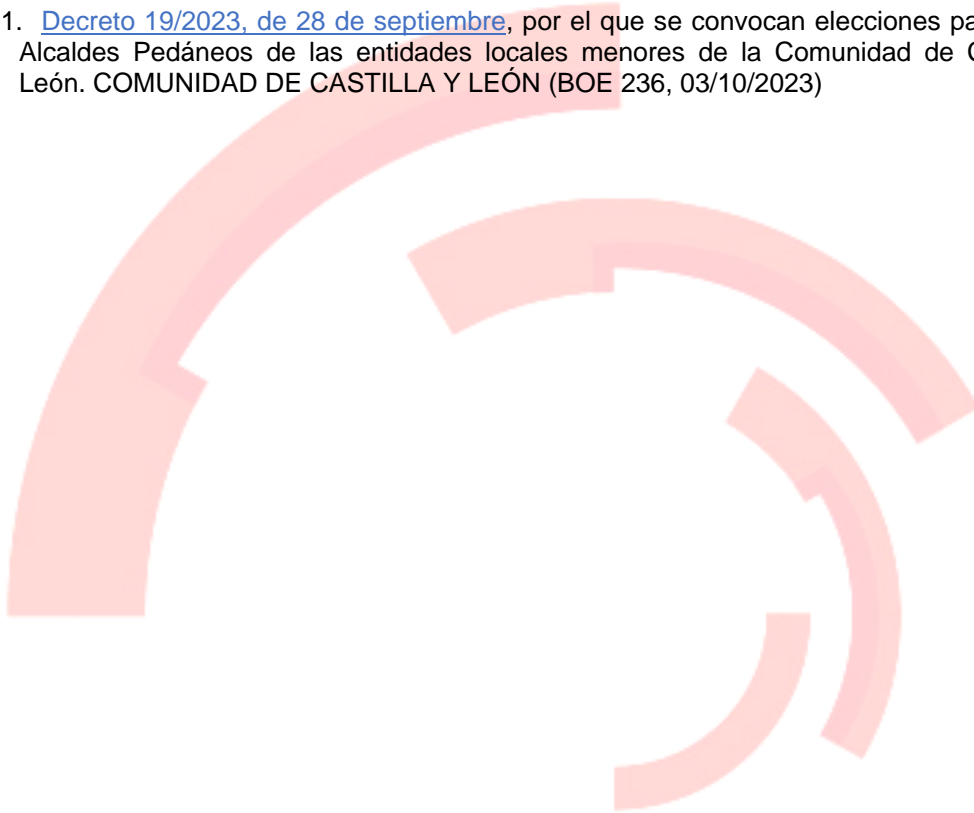 1. Decreto 19/2023, de 28 de septiembre, por el que se convocan elecciones
Alcaldes Pedáneos de las entidades locales menores de la Comunidad de
León. COMUNIDAD DE CASTILLA Y LEÓN (BOE 236, 03/10/2023)